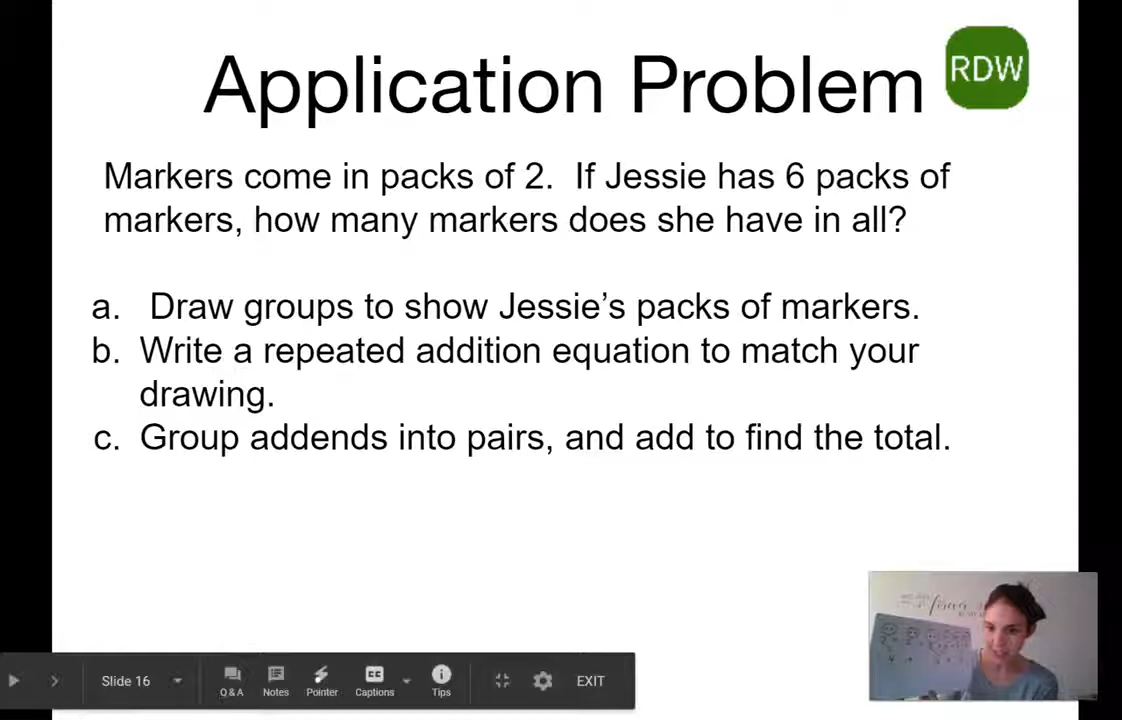 Application Problem
RDW
Markers come in packs of 2.  If Jessie has 6 packs of
markers, how many markers does she have in all?
a.   Draw groups to show Jessie’s packs of markers.
b.  Write a repeated addition equation to match your
drawing.
c.  Group addends into pairs, and add to find the total.
Slide 16
Q&A
Notes
Pointer
CC
Captions
Tips
EXIT